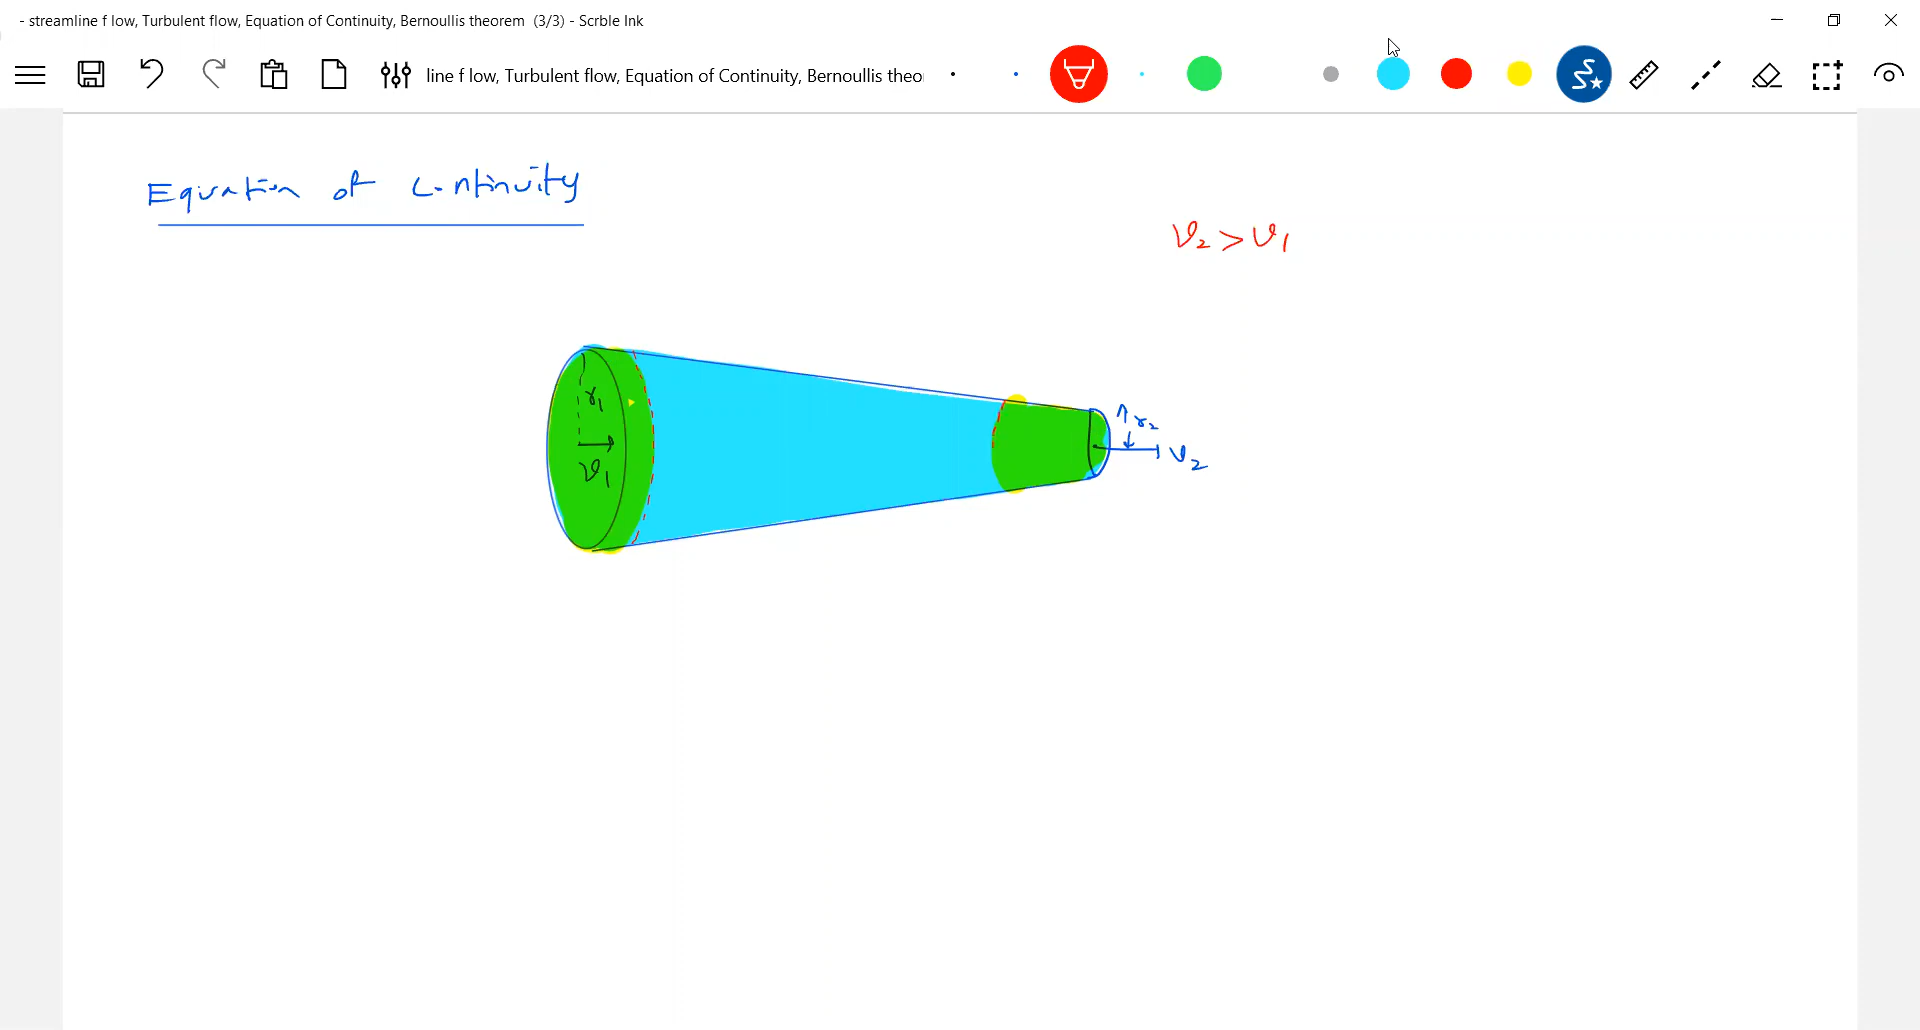 - streamline f low, Turbulent flow, Equation of Continuity, Bernoullis theorem (3/3) - Scrble Ink
line f low, Turbulent flow, Equation of Continuity, Bernoullis theo
Equation of Continuity
v₂ > v₁
r₁
r₂
v₁
v₂